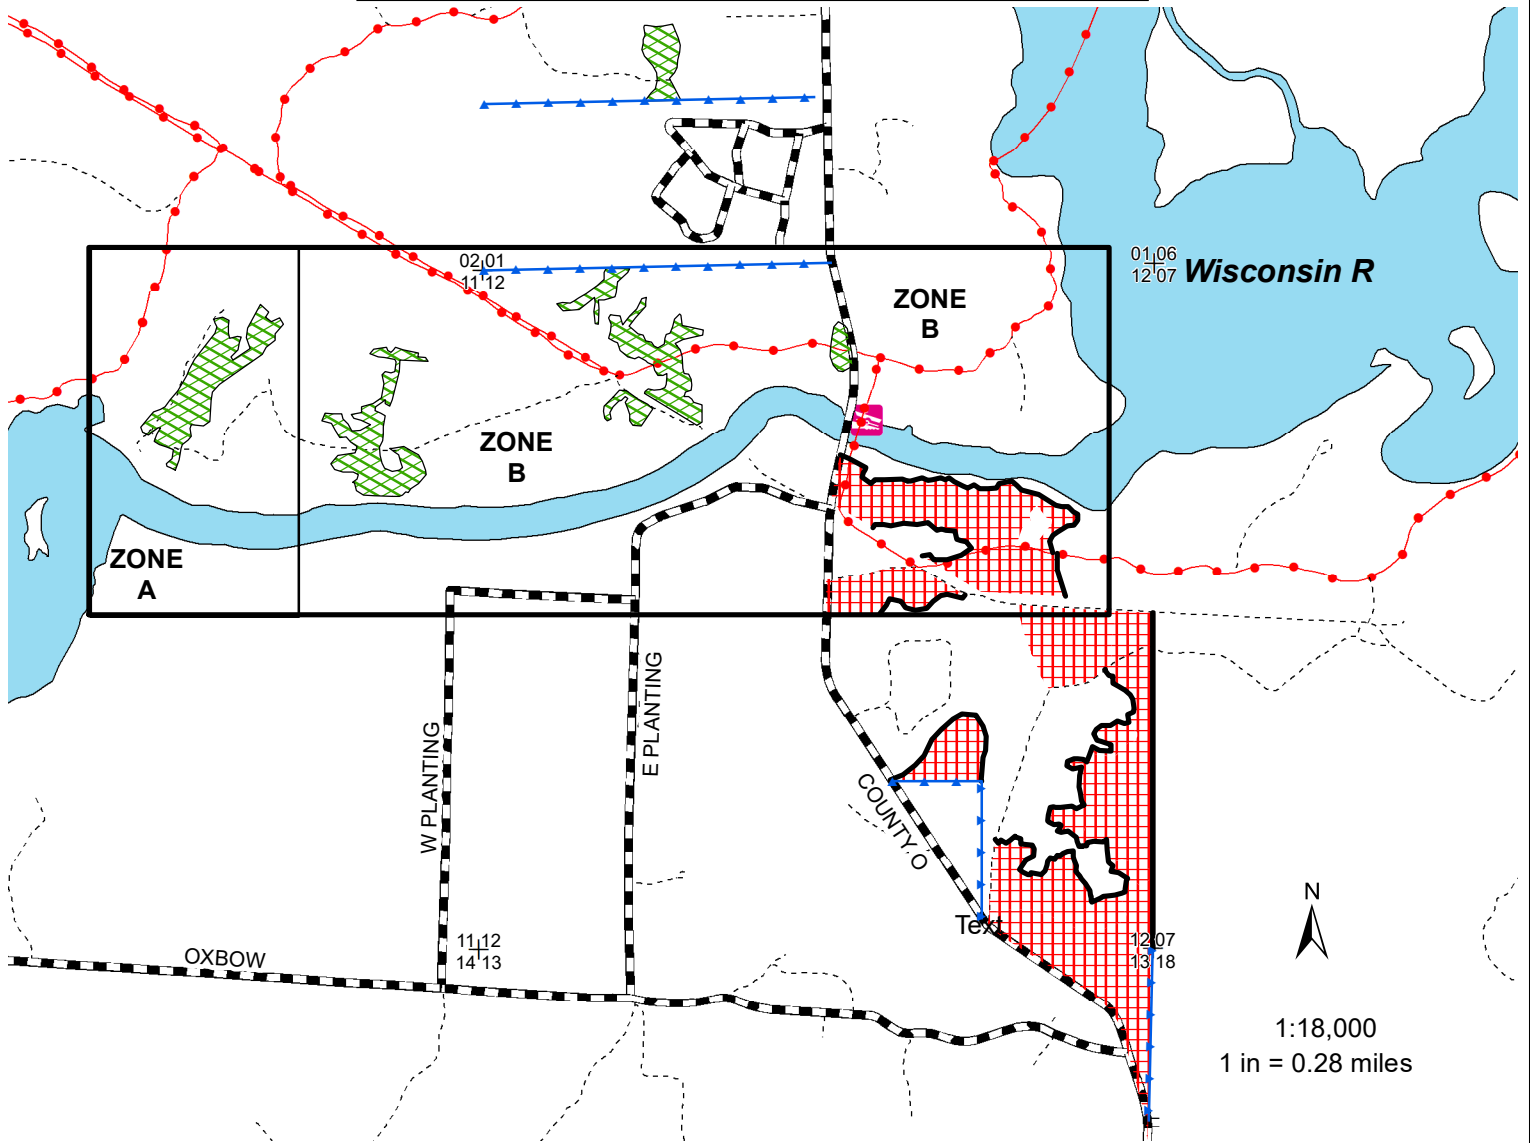 02 01
11 12
01 06
12 07
Wisconsin R
ZONE
B
ZONE
B
ZONE
A
W PLANTING
E PLANTING
COUNTY O
Text
OXBOW
11 12
14 13
12 07
13 18
N
1:18,000
1 in = 0.28 miles